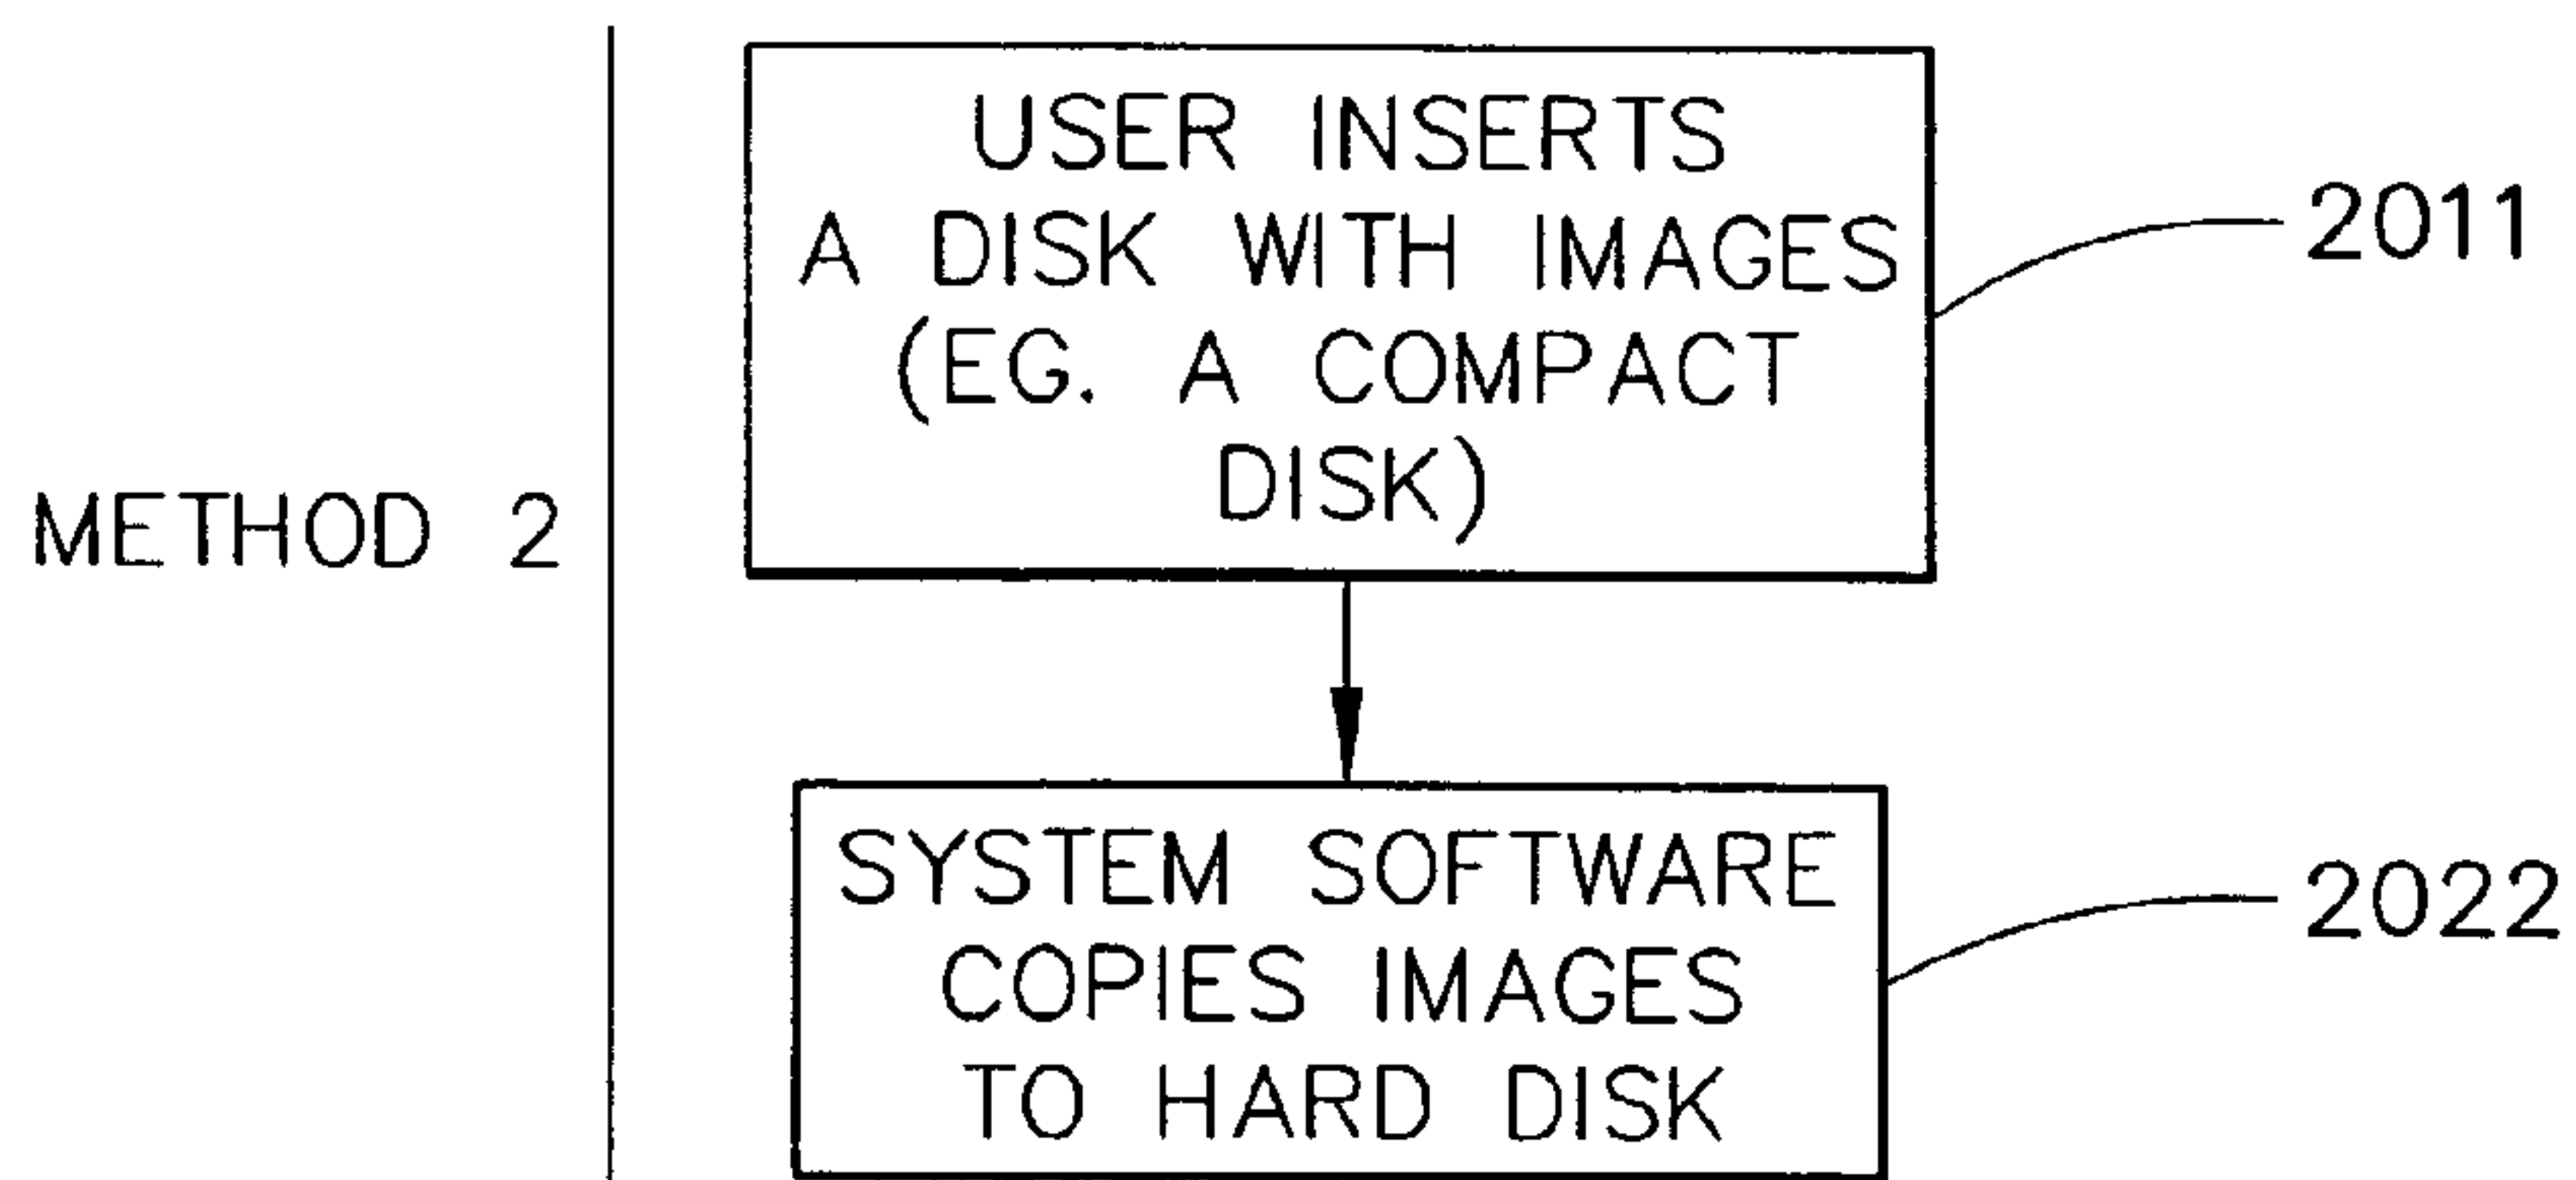 USER INSERTS
A DISK WITH IMAGES
(EG. A COMPACT
DISK)
2011
METHOD 2
SYSTEM SOFTWARE
COPIES IMAGES
TO HARD DISK
2022